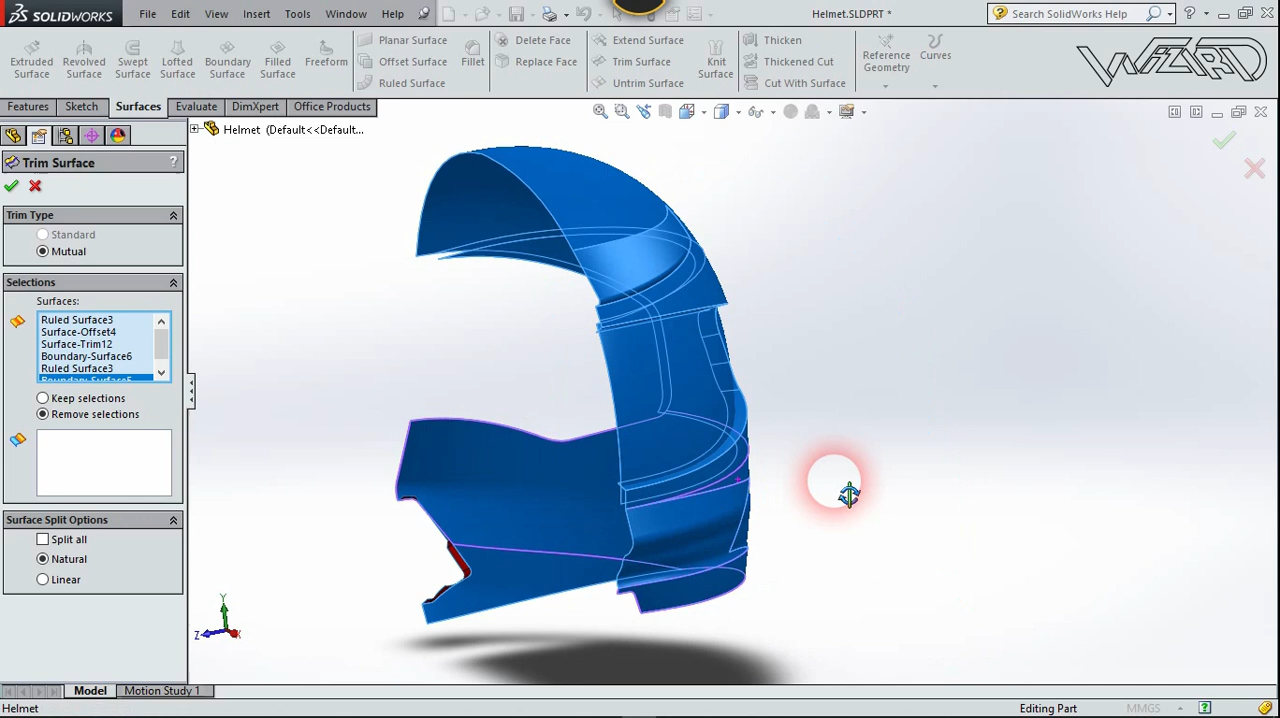 SOLIDWORKS File Edit View Insert Tools Window Help Helmet.SLDPRT * Search SolidWorks Help
Extruded Surface
Revolved Surface
Swept Surface
Lofted Surface
Boundary Surface
Filled Surface
Freeform
Planar Surface
Offset Surface
Ruled Surface
Fillet
Delete Face
Replace Face
Extend Surface
Trim Surface
Untrim Surface
Knit Surface
Thicken
Thickened Cut
Cut With Surface
Reference Geometry
Curves
WIZARD
Features Sketch Surfaces Evaluate DimXpert Office Products
Helmet (Default<<Default...
Trim Surface ?
Trim Type
Standard
Mutual
Selections
Surfaces:
Ruled Surface3
Surface-Offset4
Surface-Trim12
Boundary-Surface6
Ruled Surface3
Boundary-Surface5
Keep selections
Remove selections
Surface Split Options
Split all
Natural
Linear
Y
Z
X
Model Motion Study 1
Helmet Editing Part MMGS